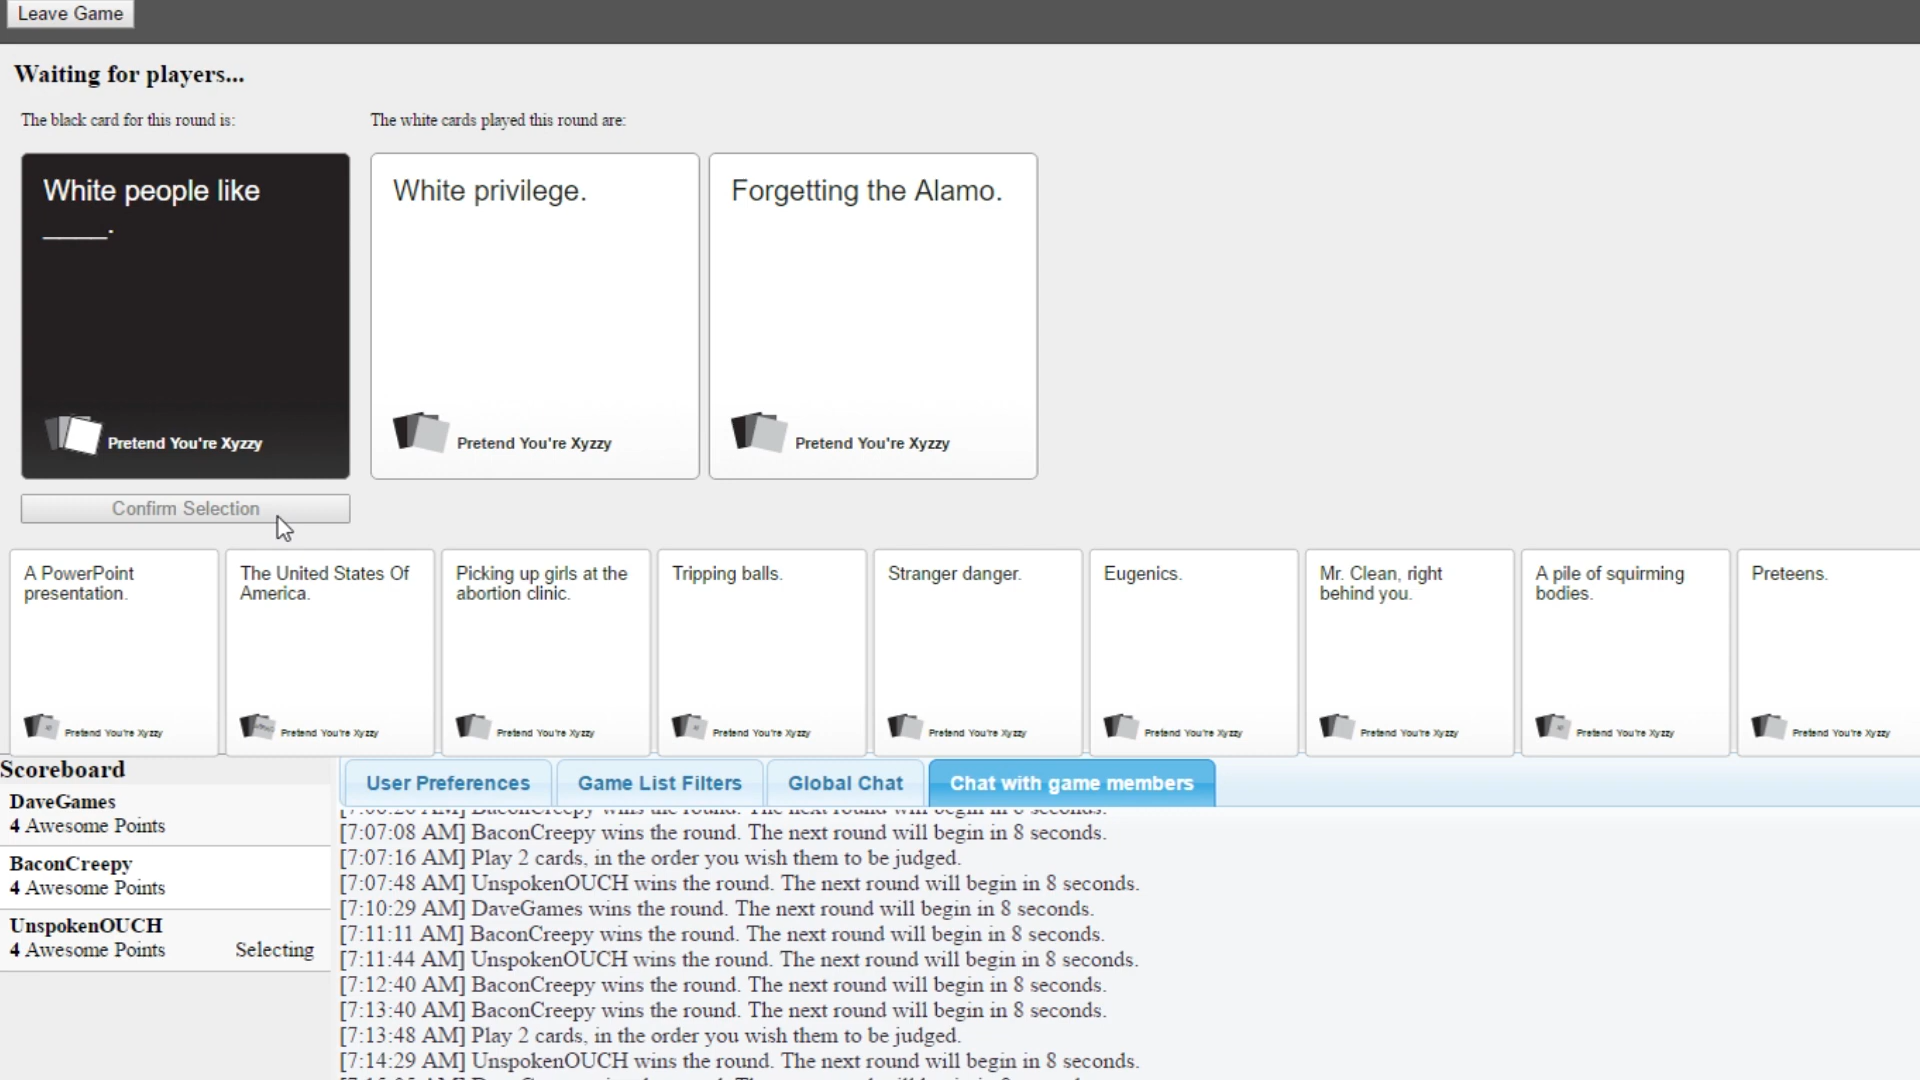 Leave Game
Waiting for players...
The black card for this round is:
The white cards played this round are:
White people like
____.
Pretend You're Xyzzy
White privilege.
Pretend You're Xyzzy
Forgetting the Alamo.
Pretend You're Xyzzy
Confirm Selection
A PowerPoint
presentation.
Pretend You're Xyzzy
The United States Of
America.
Pretend You're Xyzzy
Picking up girls at the
abortion clinic.
Pretend You're Xyzzy
Tripping balls.
Pretend You're Xyzzy
Stranger danger.
Pretend You're Xyzzy
Eugenics.
Pretend You're Xyzzy
Mr. Clean, right
behind you.
Pretend You're Xyzzy
A pile of squirming
bodies.
Pretend You're Xyzzy
Preteens.
Pretend You're Xyzzy
Scoreboard
DaveGames
4 Awesome Points
BaconCreepy
4 Awesome Points
UnspokenOUCH
4 Awesome Points Selecting
User Preferences
Game List Filters
Global Chat
Chat with game members
BaconCreepy wins the round. The next round will begin in 8 seconds.
[7:07:08 AM] BaconCreepy wins the round. The next round will begin in 8 seconds.
[7:07:16 AM] Play 2 cards, in the order you wish them to be judged.
[7:07:48 AM] UnspokenOUCH wins the round. The next round will begin in 8 seconds.
[7:10:29 AM] DaveGames wins the round. The next round will begin in 8 seconds.
[7:11:11 AM] BaconCreepy wins the round. The next round will begin in 8 seconds.
[7:11:44 AM] UnspokenOUCH wins the round. The next round will begin in 8 seconds.
[7:12:40 AM] BaconCreepy wins the round. The next round will begin in 8 seconds.
[7:13:40 AM] BaconCreepy wins the round. The next round will begin in 8 seconds.
[7:13:48 AM] Play 2 cards, in the order you wish them to be judged.
[7:14:29 AM] UnspokenOUCH wins the round. The next round will begin in 8 seconds.